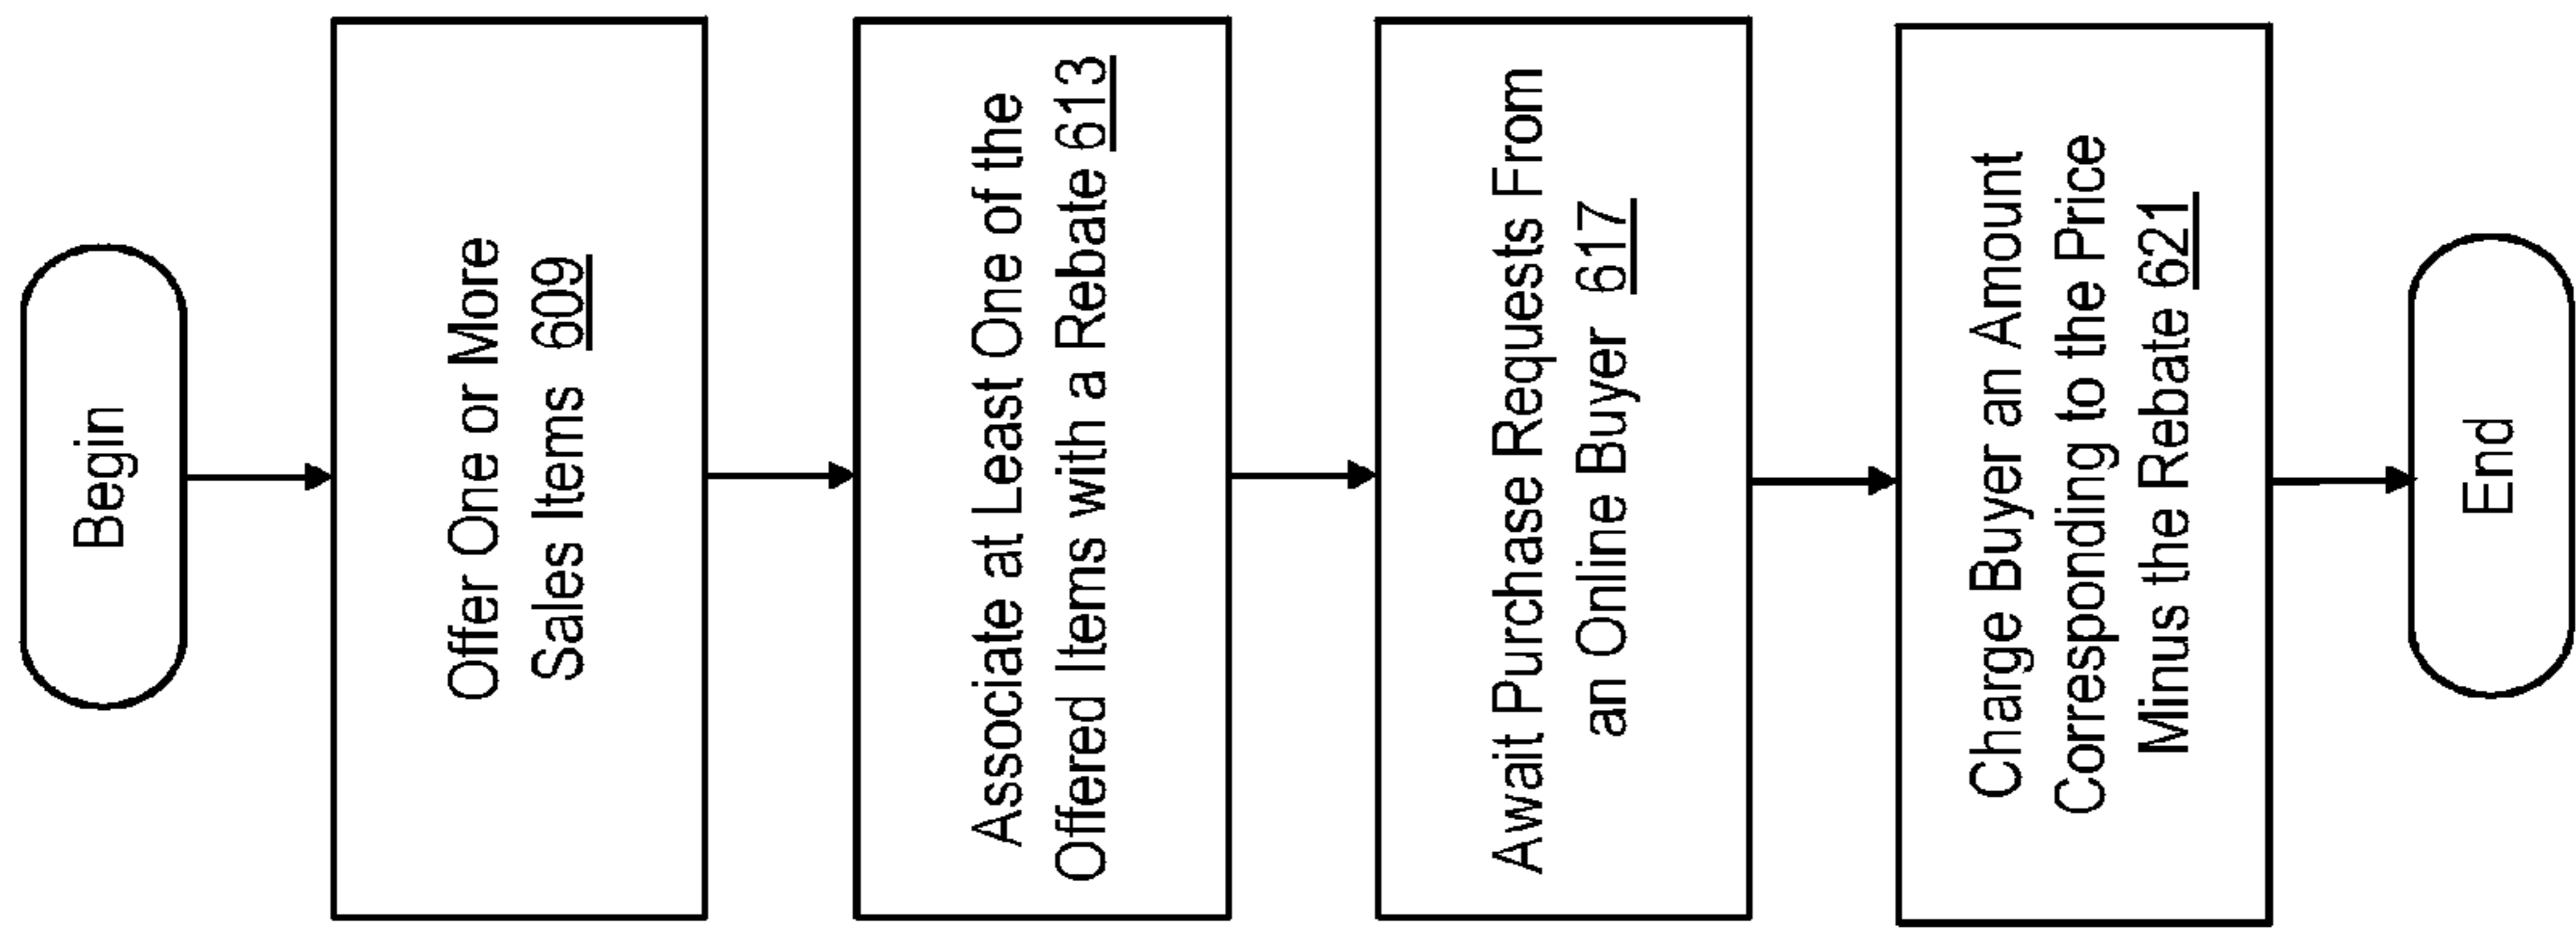 Begin
Offer One or More
Sales Items 609
Associate at Least One of the
Offered Items with a Rebate 613
Await Purchase Requests From
an Online Buyer 617
Charge Buyer an Amount
Corresponding to the Price
Minus the Rebate 621
End